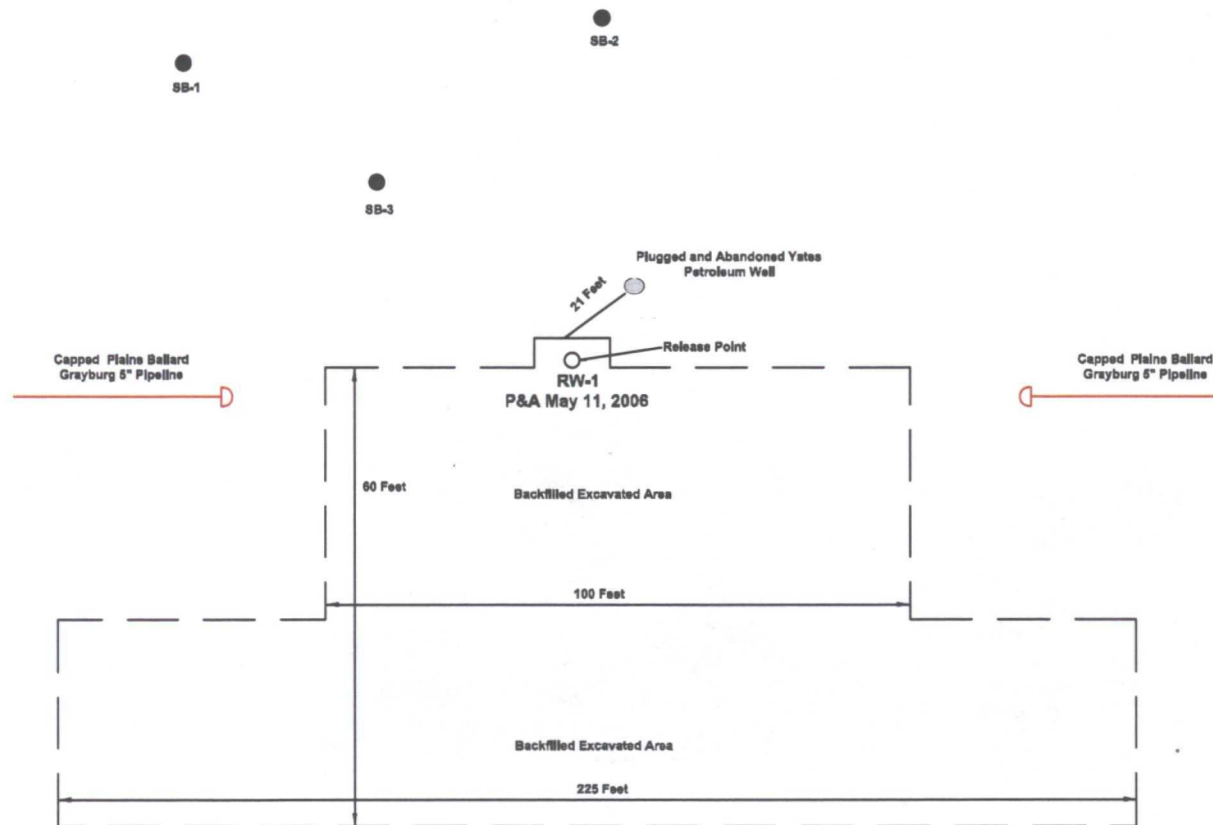 SB-2
SB-1
SB-3
Plugged and Abandoned Yates
Petroleum Well
21 Feet
Release Point
Capped Plains Ballard
Grayburg 5" Pipeline
Capped Plains Ballard
Grayburg 5" Pipeline
RW-1
P&A May 11, 2006
60 Feet
Backfilled Excavated Area
100 Feet
Backfilled Excavated Area
225 Feet